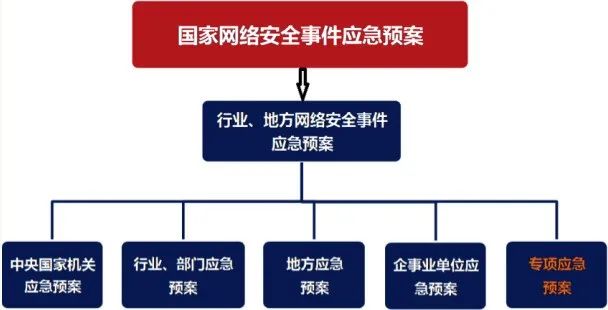 国家网络安全事件应急预案
行业、地方网络安全事件
应急预案
中央国家机关
应急预案
行业、部门应急
预案
地方应急
预案
企事业单位应
急预案
专项应急
预案